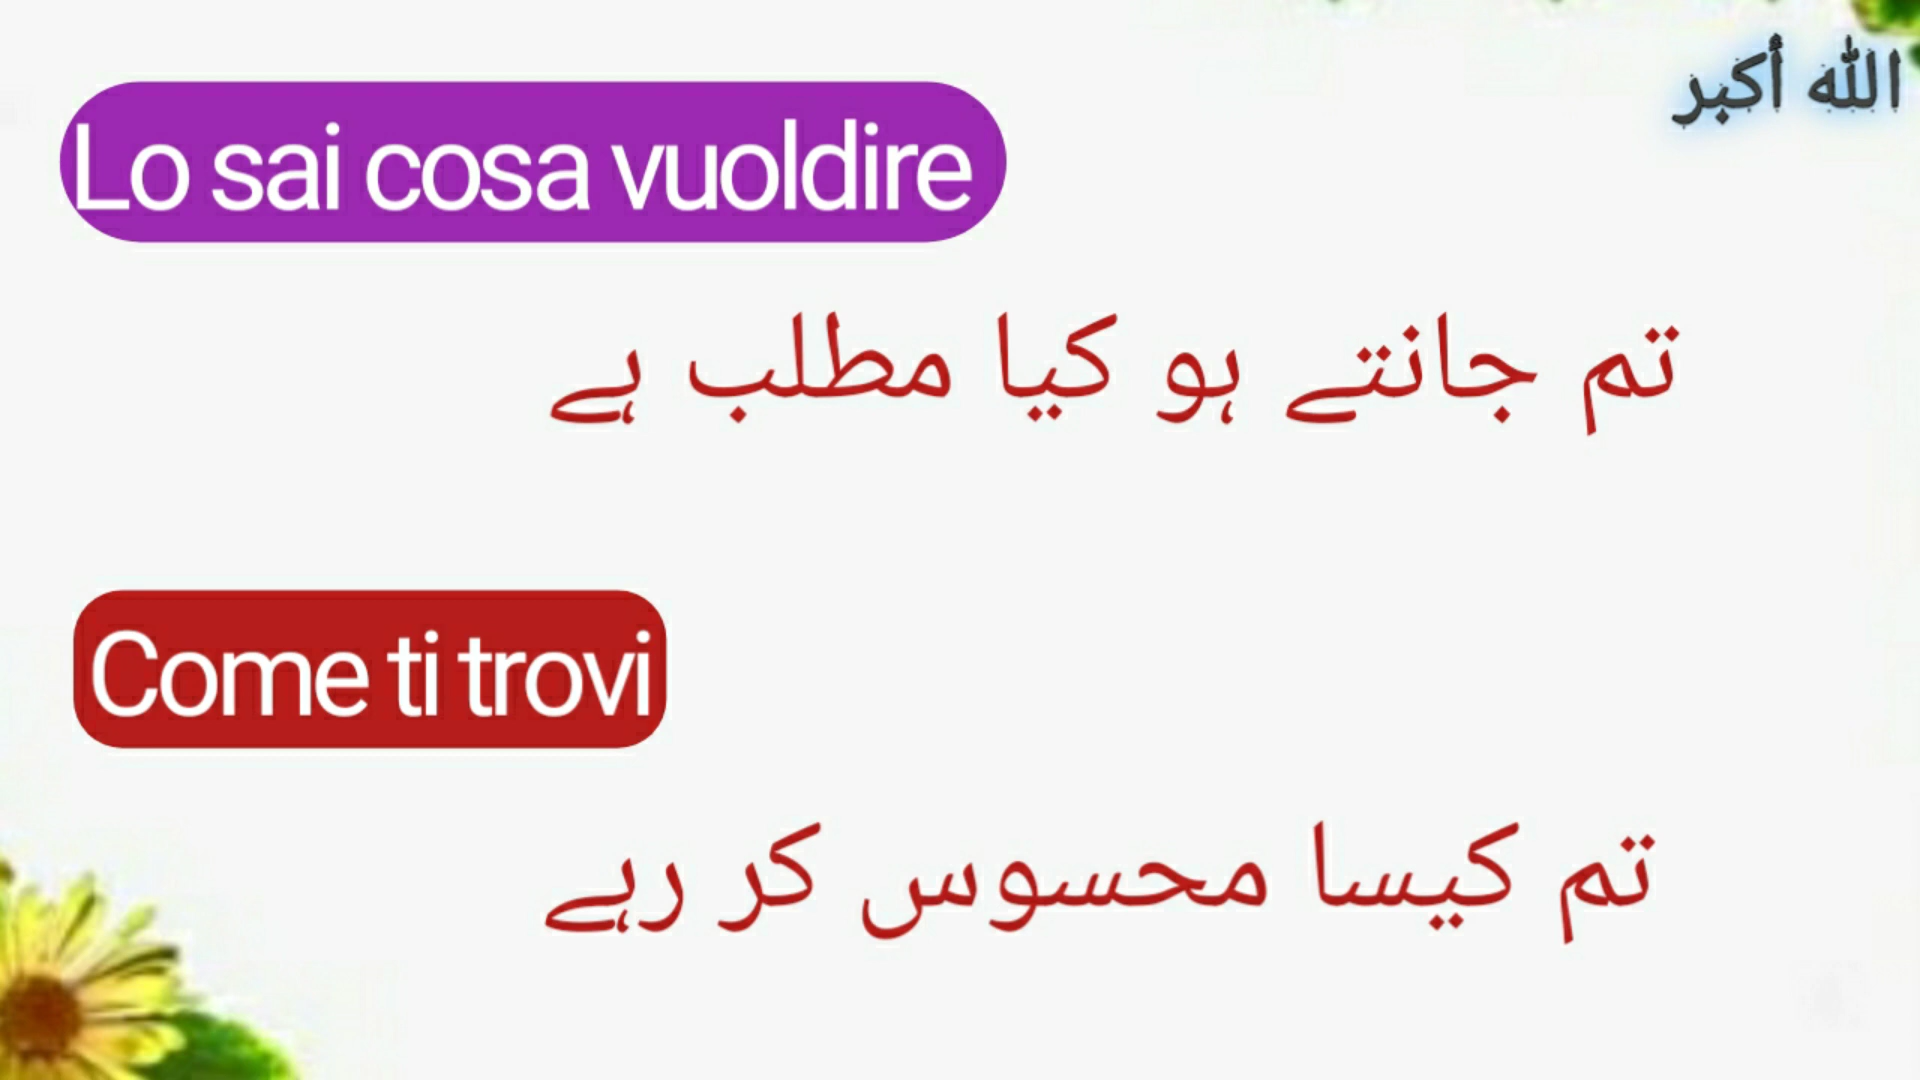 الله أكبر
Lo sai cosa vuoldire
تم جانتے ہو کیا مطلب ہے
Come ti trovi
تم کیسا محسوس کر رہے